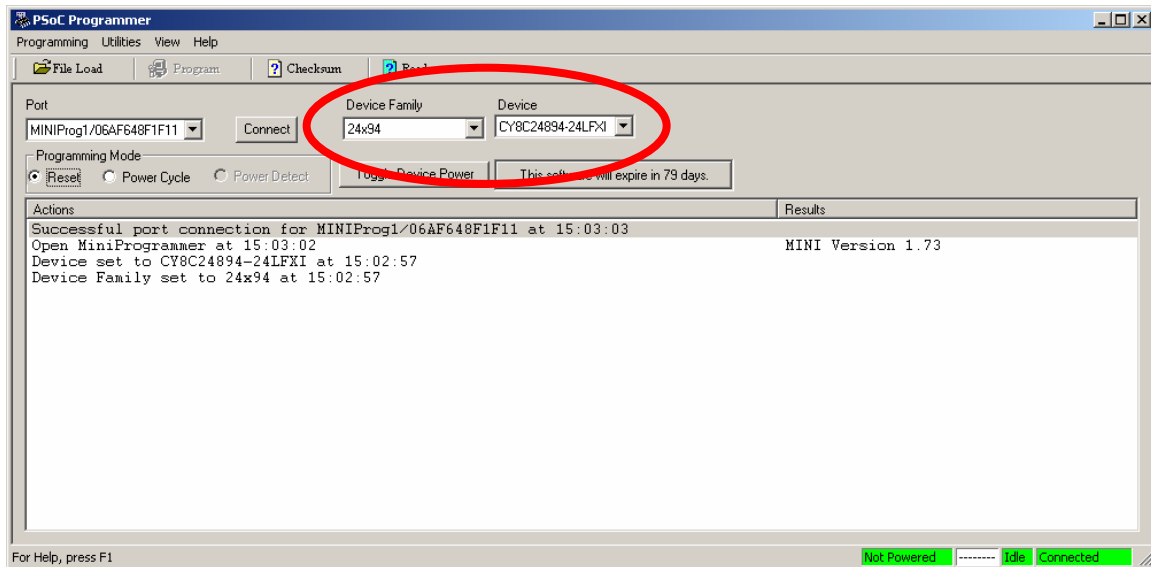 PSoC Programmer
Programming Utilities View Help
File Load Program Checksum
Port Device Family Device
MINIProg1/06AF648F1F11 Connect 24x94 CY8C24894-24LFXI
Programming Mode
Reset Power Cycle Power Detect Toggle Device Power This software will expire in 79 days.
Actions Results
Successful port connection for MINIProg1/06AF648F1F11 at 15:03:03
Open MiniProgrammer at 15:03:02 MINI Version 1.73
Device set to CY8C24894-24LFXI at 15:02:57
Device Family set to 24x94 at 15:02:57
For Help, press F1 Not Powered -------- Idle Connected